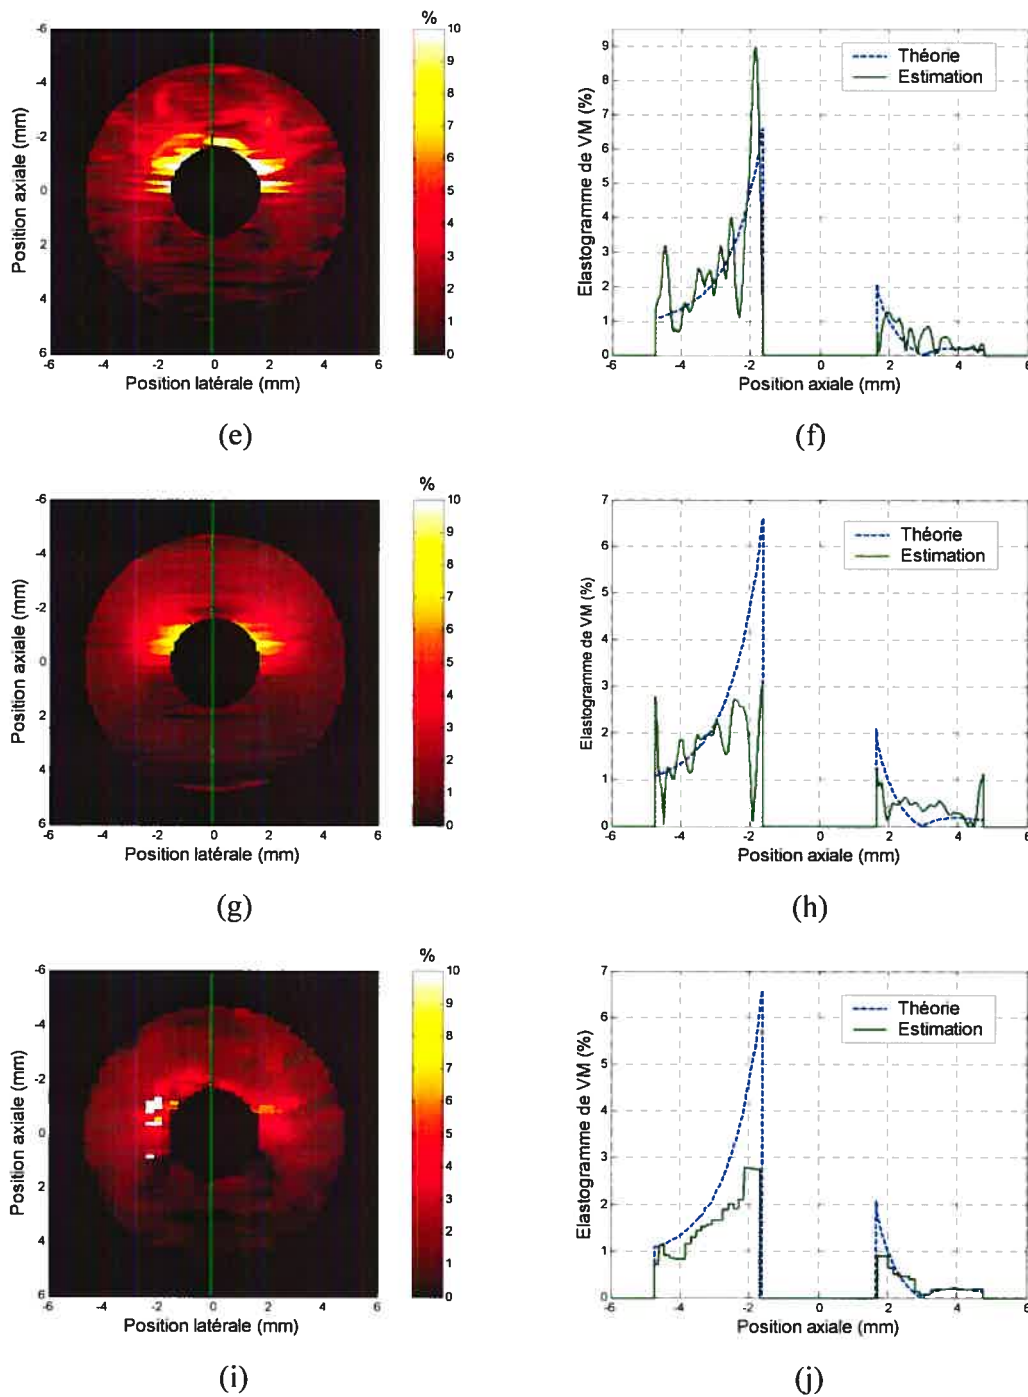 %
-6
-4
-2
0
2
4
6
Position axiale (mm)
-6 -4 -2 0 2 4 6
Position latérale (mm)
10
9
8
7
6
5
4
3
2
1
0
(e)
9
8
7
6
5
4
3
2
1
0
Elastogramme de VM (%)
Théorie
Estimation
-6 -4 -2 0 2 4 6
Position axiale (mm)
(f)
%
-6
-4
-2
0
2
4
6
Position axiale (mm)
-6 -4 -2 0 2 4 6
Position latérale (mm)
10
9
8
7
6
5
4
3
2
1
0
(g)
7
6
5
4
3
2
1
0
Elastogramme de VM (%)
Théorie
Estimation
-6 -4 -2 0 2 4 6
Position axiale (mm)
(h)
%
-6
-4
-2
0
2
4
6
Position axiale (mm)
-6 -4 -2 0 2 4 6
Position latérale (mm)
10
9
8
7
6
5
4
3
2
1
0
(i)
7
6
5
4
3
2
1
0
Elastogramme de VM (%)
Théorie
Estimation
-6 -4 -2 0 2 4 6
Position axiale (mm)
(j)